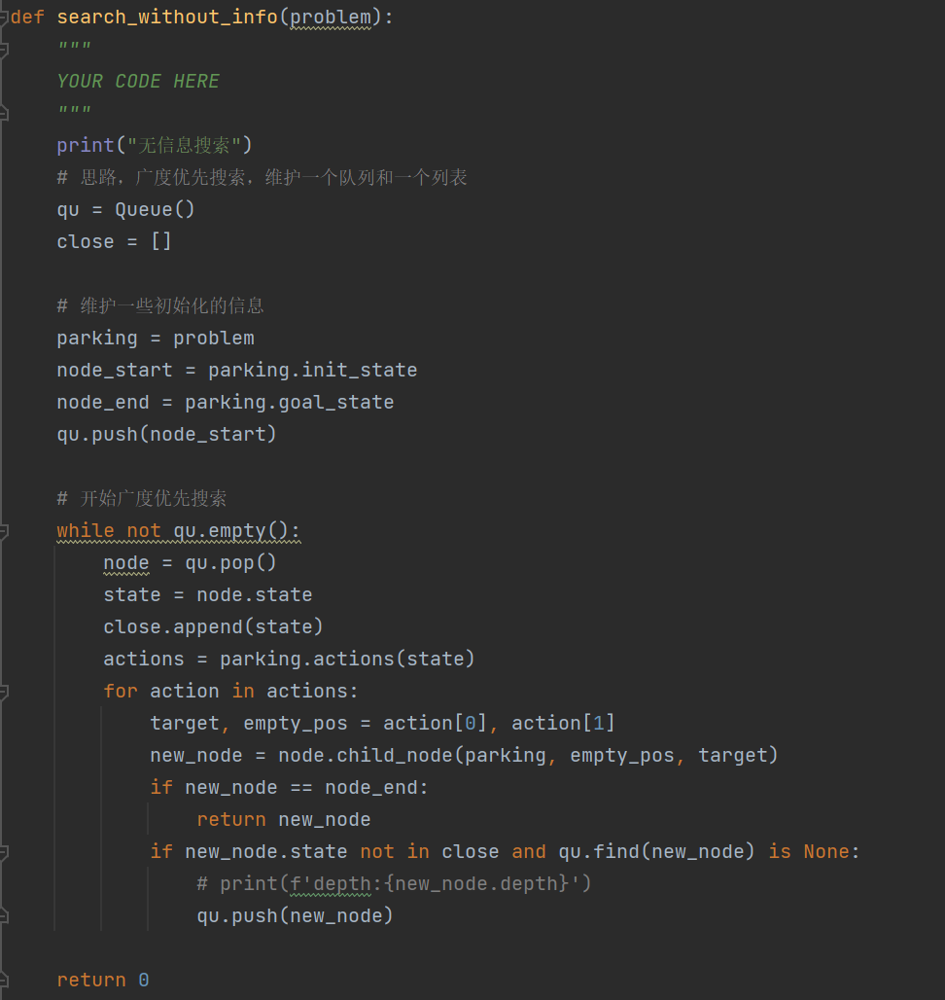 def search_without_info(problem):
    """
    YOUR CODE HERE
    """
    print("无信息搜索")
    # 思路，广度优先搜索，维护一个队列和一个列表
    qu = Queue()
    close = []

    # 维护一些初始化的信息
    parking = problem
    node_start = parking.init_state
    node_end = parking.goal_state
    qu.push(node_start)

    # 开始广度优先搜索
    while not qu.empty():
        node = qu.pop()
        state = node.state
        close.append(state)
        actions = parking.actions(state)
        for action in actions:
            target, empty_pos = action[0], action[1]
            new_node = node.child_node(parking, empty_pos, target)
            if new_node == node_end:
                return new_node
            if new_node.state not in close and qu.find(new_node) is None:
                # print(f'depth:{new_node.depth}')
                qu.push(new_node)

    return 0